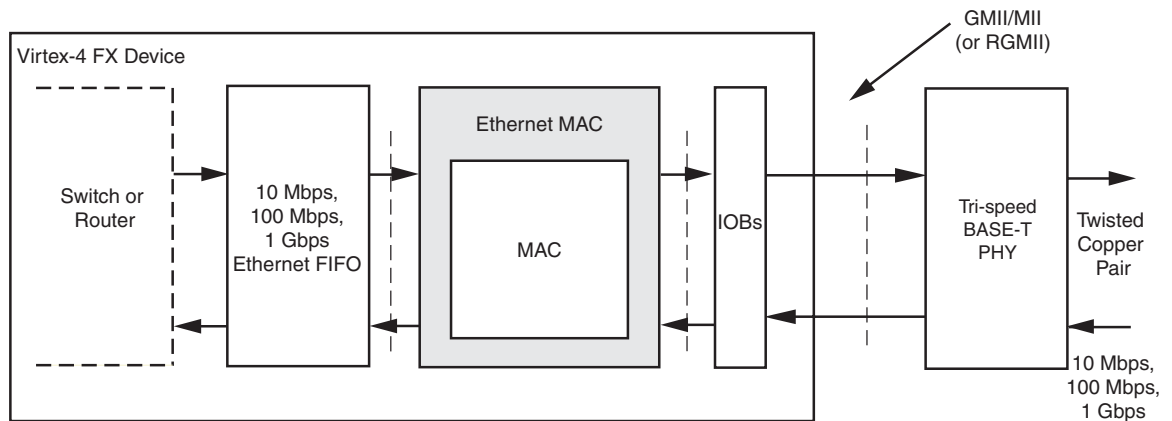 GMII/MII
(or RGMII)
Virtex-4 FX Device
Switch or
Router
10 Mbps,
100 Mbps,
1 Gbps
Ethernet FIFO
Ethernet MAC
MAC
IOBs
Tri-speed
BASE-T
PHY
Twisted
Copper
Pair
10 Mbps,
100 Mbps,
1 Gbps